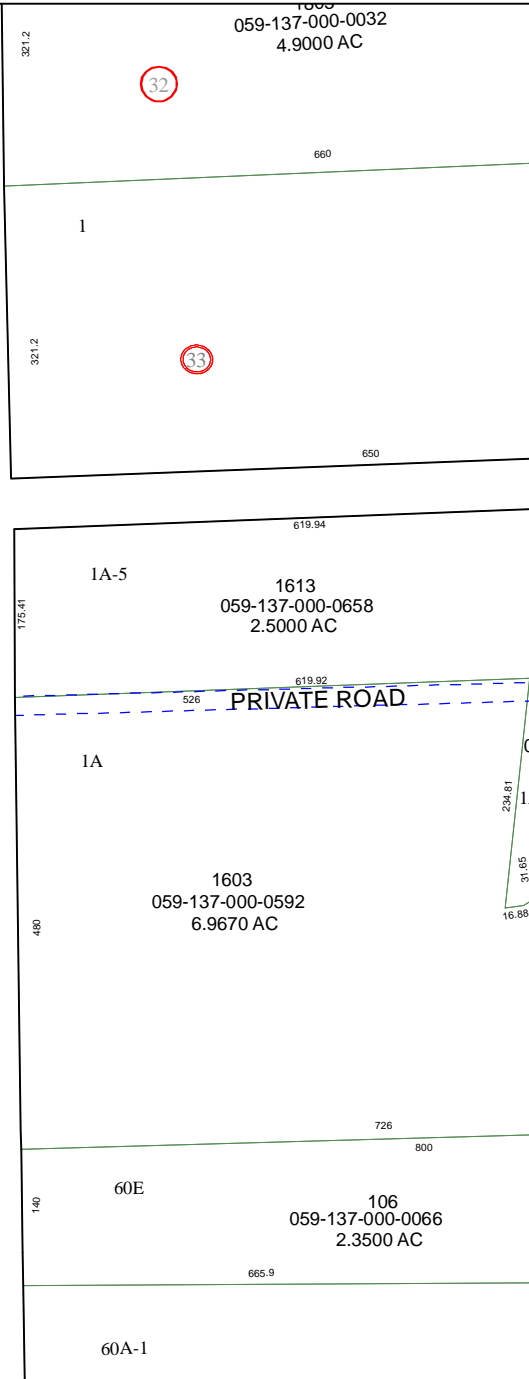 059-137-000-0032
4.9000 AC
321.2
32
660
1
321.2
33
650
619.94
1A-5
175.41
1613
059-137-000-0658
2.5000 AC
619.92
526
PRIVATE ROAD
1A
234.81
31.65
16.88
1603
059-137-000-0592
6.9670 AC
480
726
800
60E
140
106
059-137-000-0066
2.3500 AC
665.9
60A-1